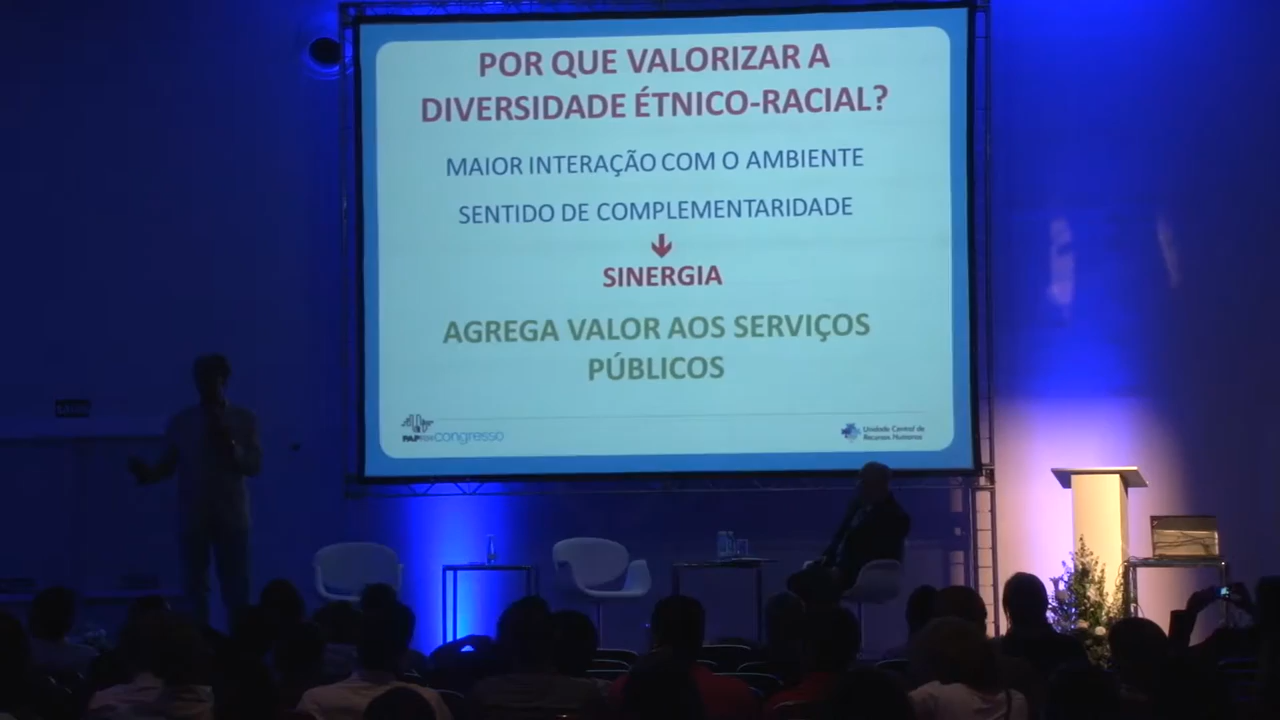 POR QUE VALORIZAR A
DIVERSIDADE ÉTNICO-RACIAL?
MAIOR INTERAÇÃO COM O AMBIENTE
SENTIDO DE COMPLEMENTARIDADE
SINERGIA
AGREGA VALOR AOS SERVIÇOS
PÚBLICOS
congresso
Unidade Central de
Recursos Humanos